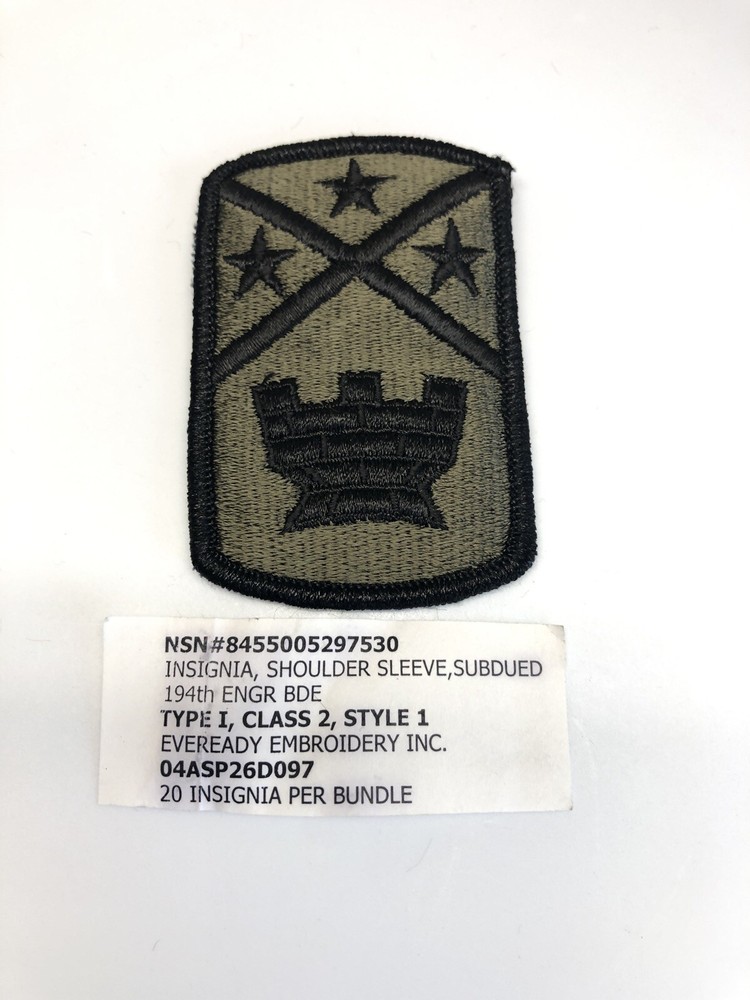 NSN#8455005297530
INSIGNIA, SHOULDER SLEEVE,SUBDUED
194th ENGR BDE
TYPE I, CLASS 2, STYLE 1
EVEREADY EMBROIDERY INC.
04ASP26D097
20 INSIGNIA PER BUNDLE